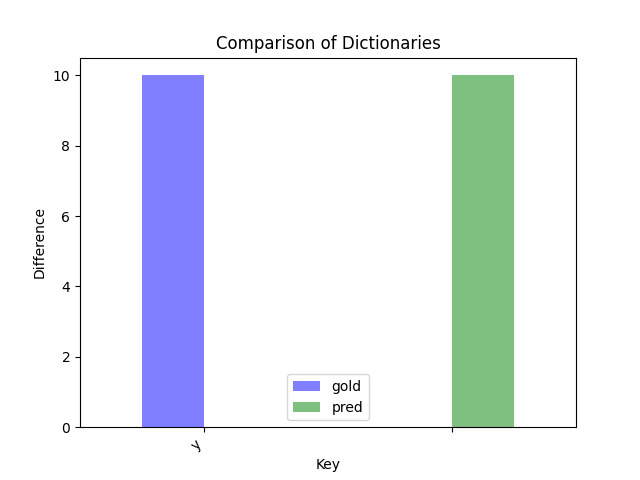 Comparison of Dictionaries
10
8
6
4
2
0
Difference
gold
pred
y
Key